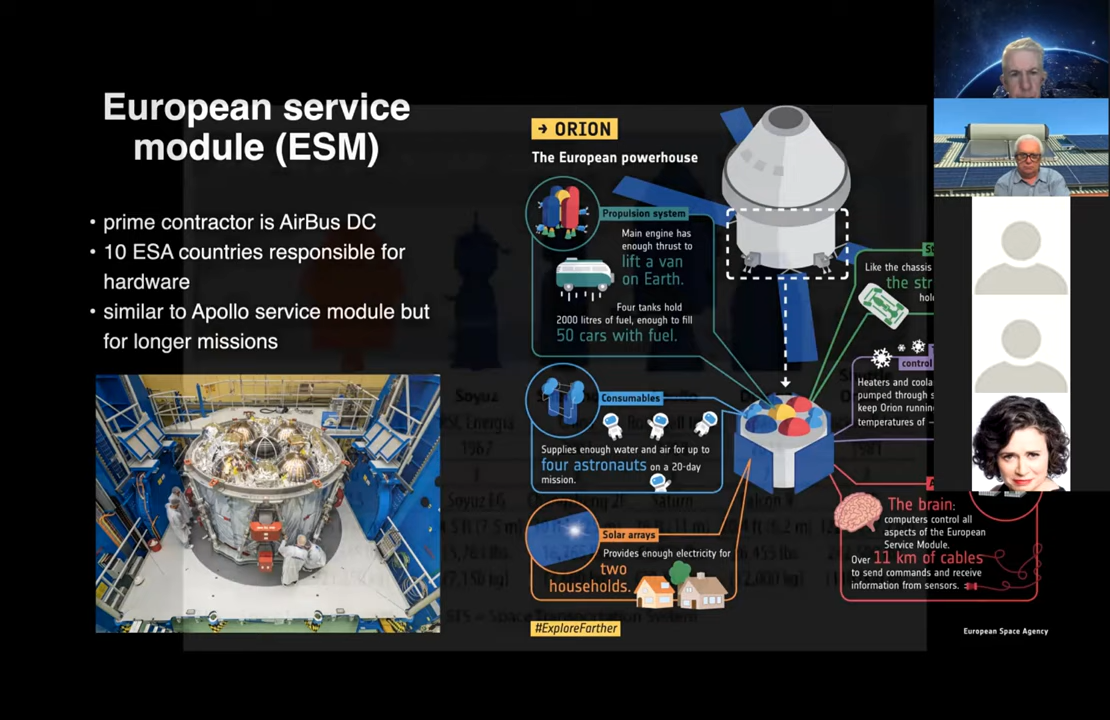 European service
module (ESM)
• prime contractor is AirBus DC
• 10 ESA countries responsible for
hardware
• similar to Apollo service module but
for longer missions
→ ORION
The European powerhouse
Propulsion system
Main engine has
enough thrust to
lift a van
on Earth.
Four tanks hold
2000 litres of fuel, enough to fill
50 cars with fuel.
Like the chassis
the str
hol
control
Heaters and coola
pumped through s
keep Orion running
temperatures of –
Consumables
Supplies enough water and air for up to
four astronauts on a 20-day
mission.
Solar arrays
Provides enough electricity for
two
households.
The brain:
computers control all
aspects of the European
Service Module.
Over 11 km of cables
to send commands and receive
information from sensors.
#ExploreFarther
European Space Agency
Soyuz
1967
Soyuz
Saturn